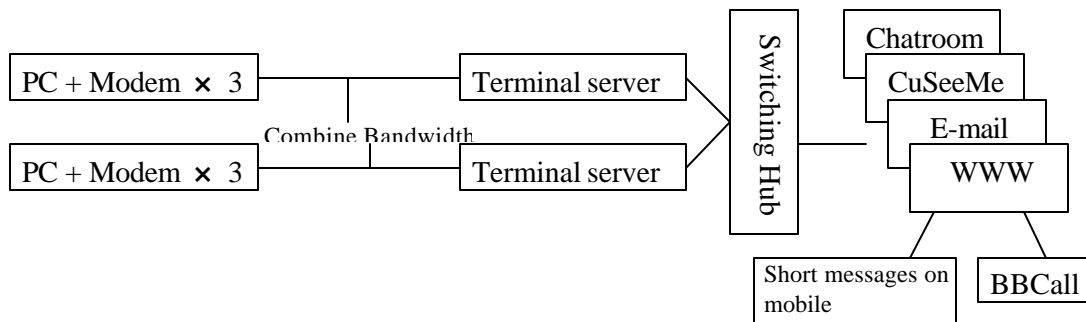 PC + Modem × 3
Terminal server
Combine Bandwidth
PC + Modem × 3
Terminal server
Switching Hub
Chatroom
CuSeeMe
E-mail
WWW
Short messages on
mobile
BBCall